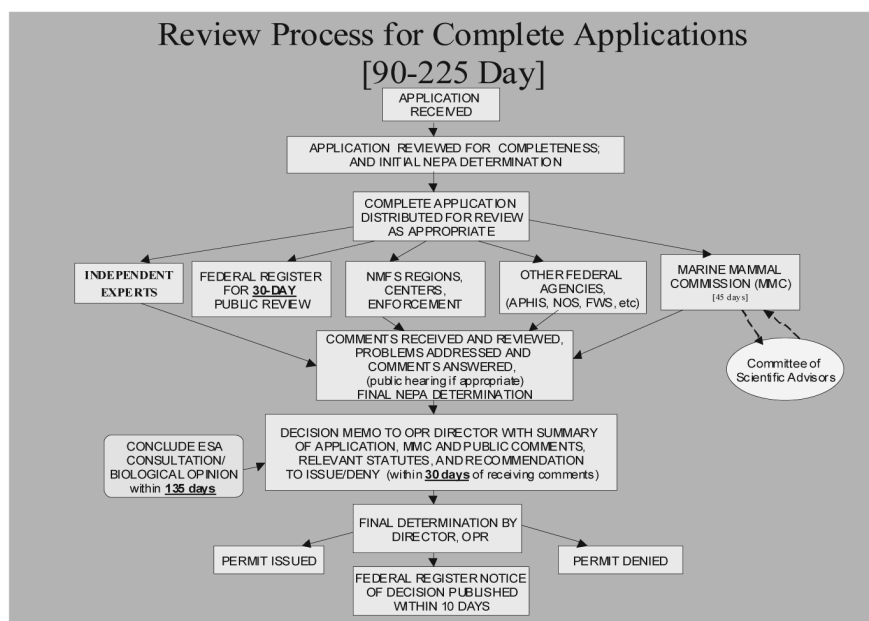 Review Process for Complete Applications
[90-225 Day]
APPLICATION
RECEIVED
APPLICATION REVIEWED FOR COMPLETENESS;
AND INITIAL NEPA DETERMINATION
COMPLETE APPLICATION
DISTRIBUTED FOR REVIEW
AS APPROPRIATE
INDEPENDENT
EXPERTS
FEDERAL REGISTER
FOR 30-DAY
PUBLIC REVIEW
NMFS REGIONS,
CENTERS,
ENFORCEMENT
OTHER FEDERAL
AGENCIES,
(APHIS, NOS, FWS, etc)
MARINE MAMMAL
COMMISSION (MMC)
[45 days]
Committee of
Scientific Advisors
COMMENTS RECEIVED AND REVIEWED,
PROBLEMS ADDRESSED AND
COMMENTS ANSWERED,
(public hearing if appropriate)
FINAL NEPA DETERMINATION
CONCLUDE ESA
CONSULTATION/
BIOLOGICAL OPINION
within 135 days
DECISION MEMO TO OPR DIRECTOR WITH SUMMARY
OF APPLICATION, MMC AND PUBLIC COMMENTS,
RELEVANT STATUTES, AND RECOMMENDATION
TO ISSUE/DENY (within 30 days of receiving comments)
FINAL DETERMINATION BY
DIRECTOR, OPR
PERMIT ISSUED
PERMIT DENIED
FEDERAL REGISTER NOTICE
OF DECISION PUBLISHED
WITHIN 10 DAYS